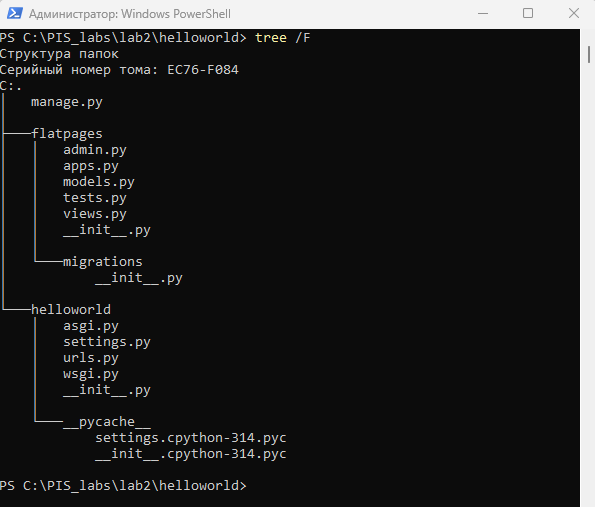 Администратор: Windows PowerShell
PS C:\PIS_labs\lab2\helloworld> tree /F
Структура папок
Серийный номер тома: EC76-F084
C:.
│   manage.py
│
├───flatpages
│   │   admin.py
│   │   apps.py
│   │   models.py
│   │   tests.py
│   │   views.py
│   │   __init__.py
│   │
│   └───migrations
│           __init__.py
│
└───helloworld
    │   asgi.py
    │   settings.py
    │   urls.py
    │   wsgi.py
    │   __init__.py
    │
    └───__pycache__
            settings.cpython-314.pyc
            __init__.cpython-314.pyc
PS C:\PIS_labs\lab2\helloworld>